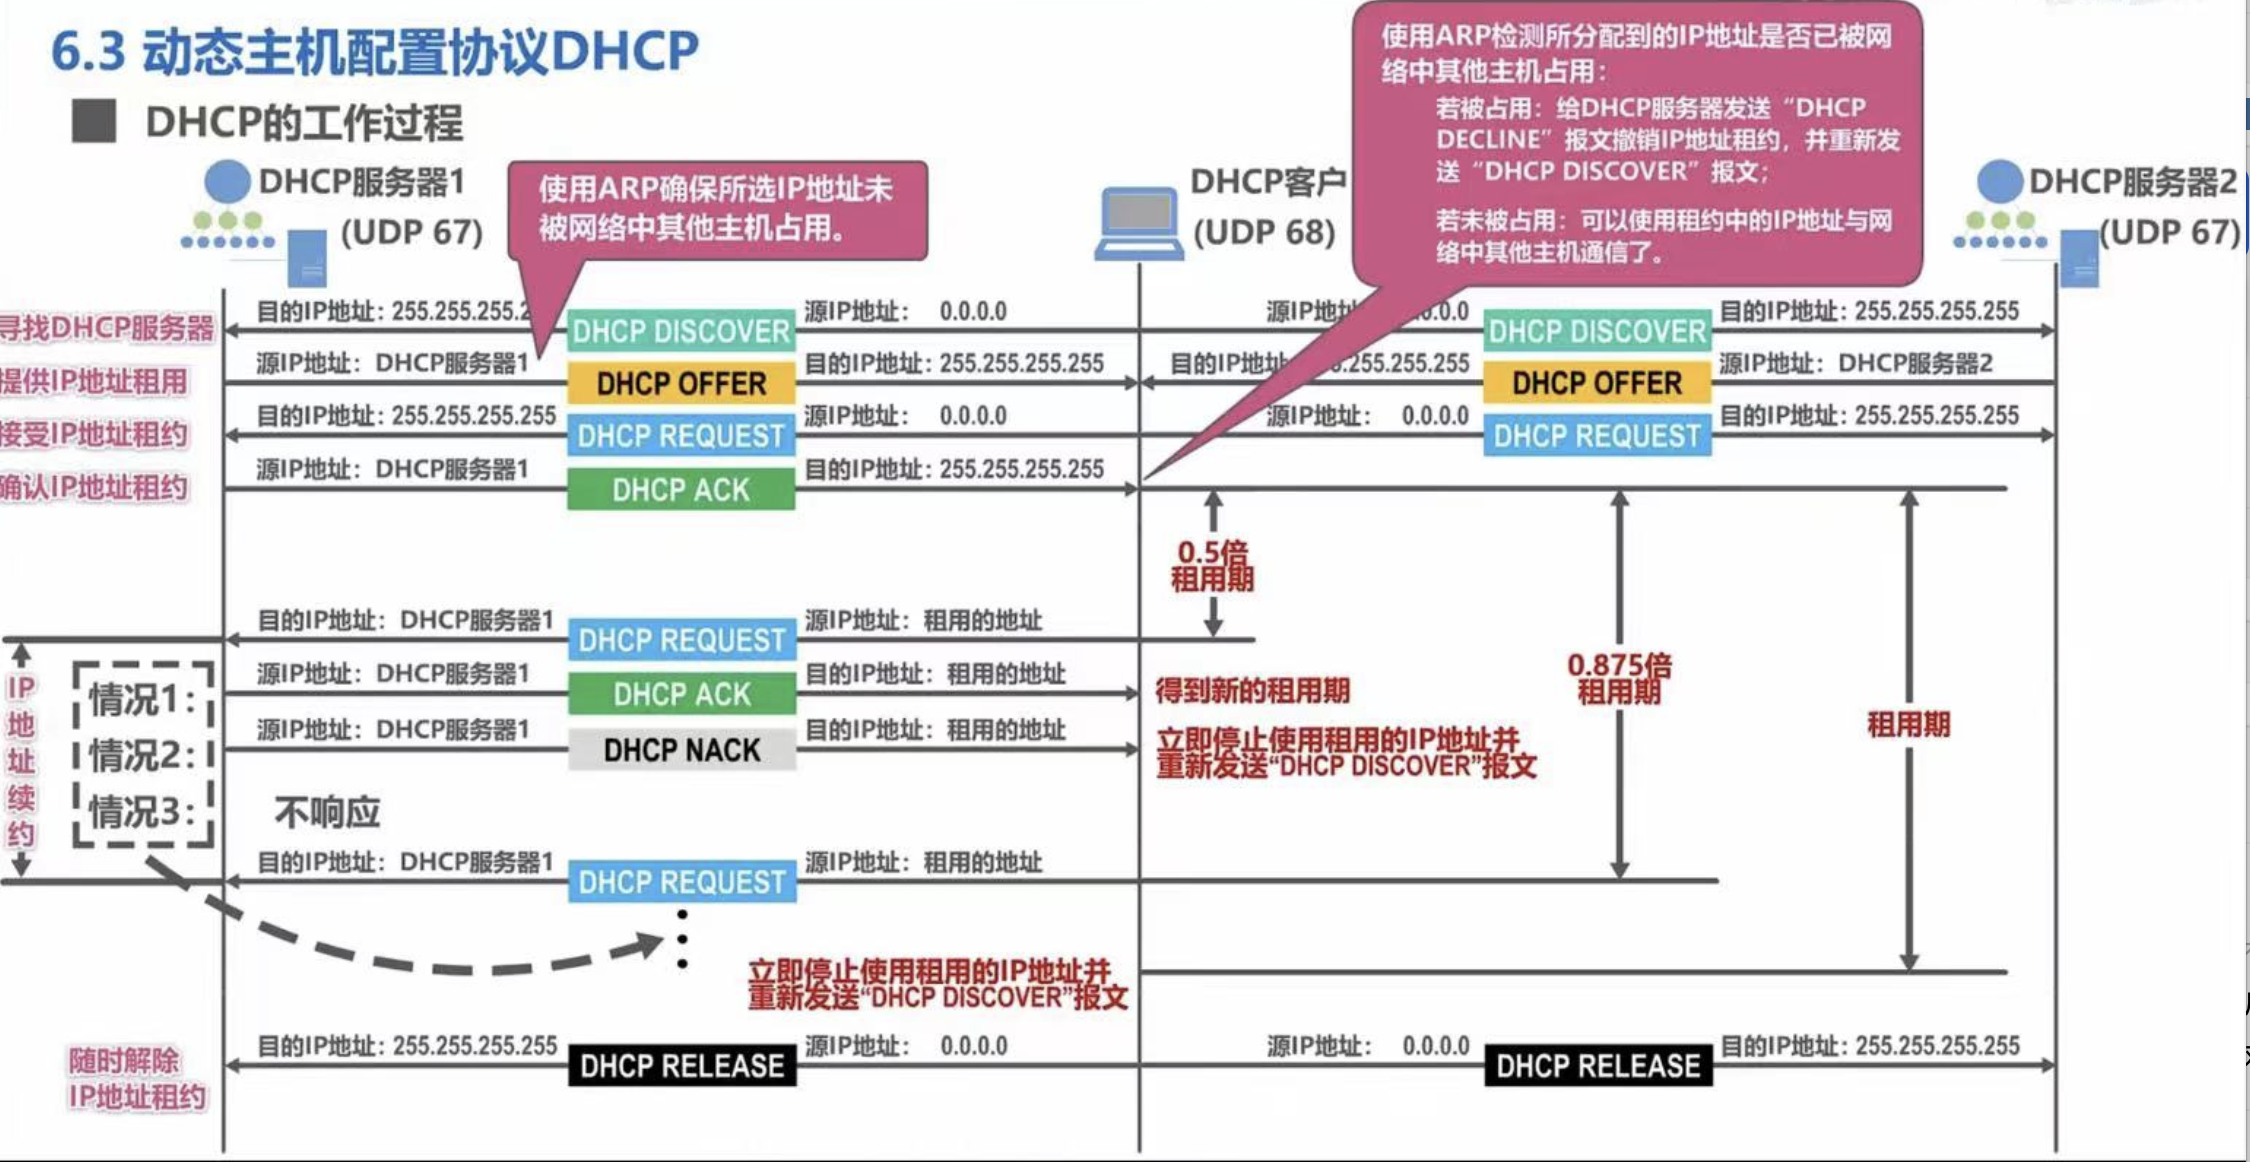 6.3 动态主机配置协议DHCP
DHCP的工作过程
使用ARP检测所分配到的IP地址是否已被网
络中其他主机占用：
若被占用：给DHCP服务器发送“DHCP
DECLINE”报文撤销IP地址租约，并重新发
送“DHCP DISCOVER”报文；
若未被占用：可以使用租约中的IP地址与网
络中其他主机通信了。
DHCP服务器1
(UDP 67)
使用ARP确保所选IP地址未
被网络中其他主机占用。
DHCP客户
(UDP 68)
DHCP服务器2
(UDP 67)
寻找DHCP服务器
目的IP地址: 255.255.255.2
DHCP DISCOVER
源IP地址： 0.0.0.0
源IP地 .0.0
DHCP DISCOVER
目的IP地址: 255.255.255.255
提供IP地址租用
源IP地址：DHCP服务器1
DHCP OFFER
目的IP地址: 255.255.255.255
目的IP地址 .255.255.255
DHCP OFFER
源IP地址：DHCP服务器2
接受IP地址租约
目的IP地址: 255.255.255.255
DHCP REQUEST
源IP地址： 0.0.0.0
源IP地址： 0.0.0.0
DHCP REQUEST
目的IP地址: 255.255.255.255
确认IP地址租约
源IP地址：DHCP服务器1
DHCP ACK
目的IP地址: 255.255.255.255
0.5倍
租用期
0.875倍
租用期
租用期
IP地址续约
目的IP地址：DHCP服务器1
DHCP REQUEST
源IP地址：租用的地址
情况1:
源IP地址：DHCP服务器1
DHCP ACK
目的IP地址：租用的地址
得到新的租用期
情况2:
源IP地址：DHCP服务器1
DHCP NACK
目的IP地址：租用的地址
立即停止使用租用的IP地址并
重新发送“DHCP DISCOVER”报文
情况3:
不响应
目的IP地址：DHCP服务器1
DHCP REQUEST
源IP地址：租用的地址
立即停止使用租用的IP地址并
重新发送“DHCP DISCOVER”报文
随时解除
IP地址租约
目的IP地址: 255.255.255.255
DHCP RELEASE
源IP地址： 0.0.0.0
源IP地址： 0.0.0.0
DHCP RELEASE
目的IP地址: 255.255.255.255